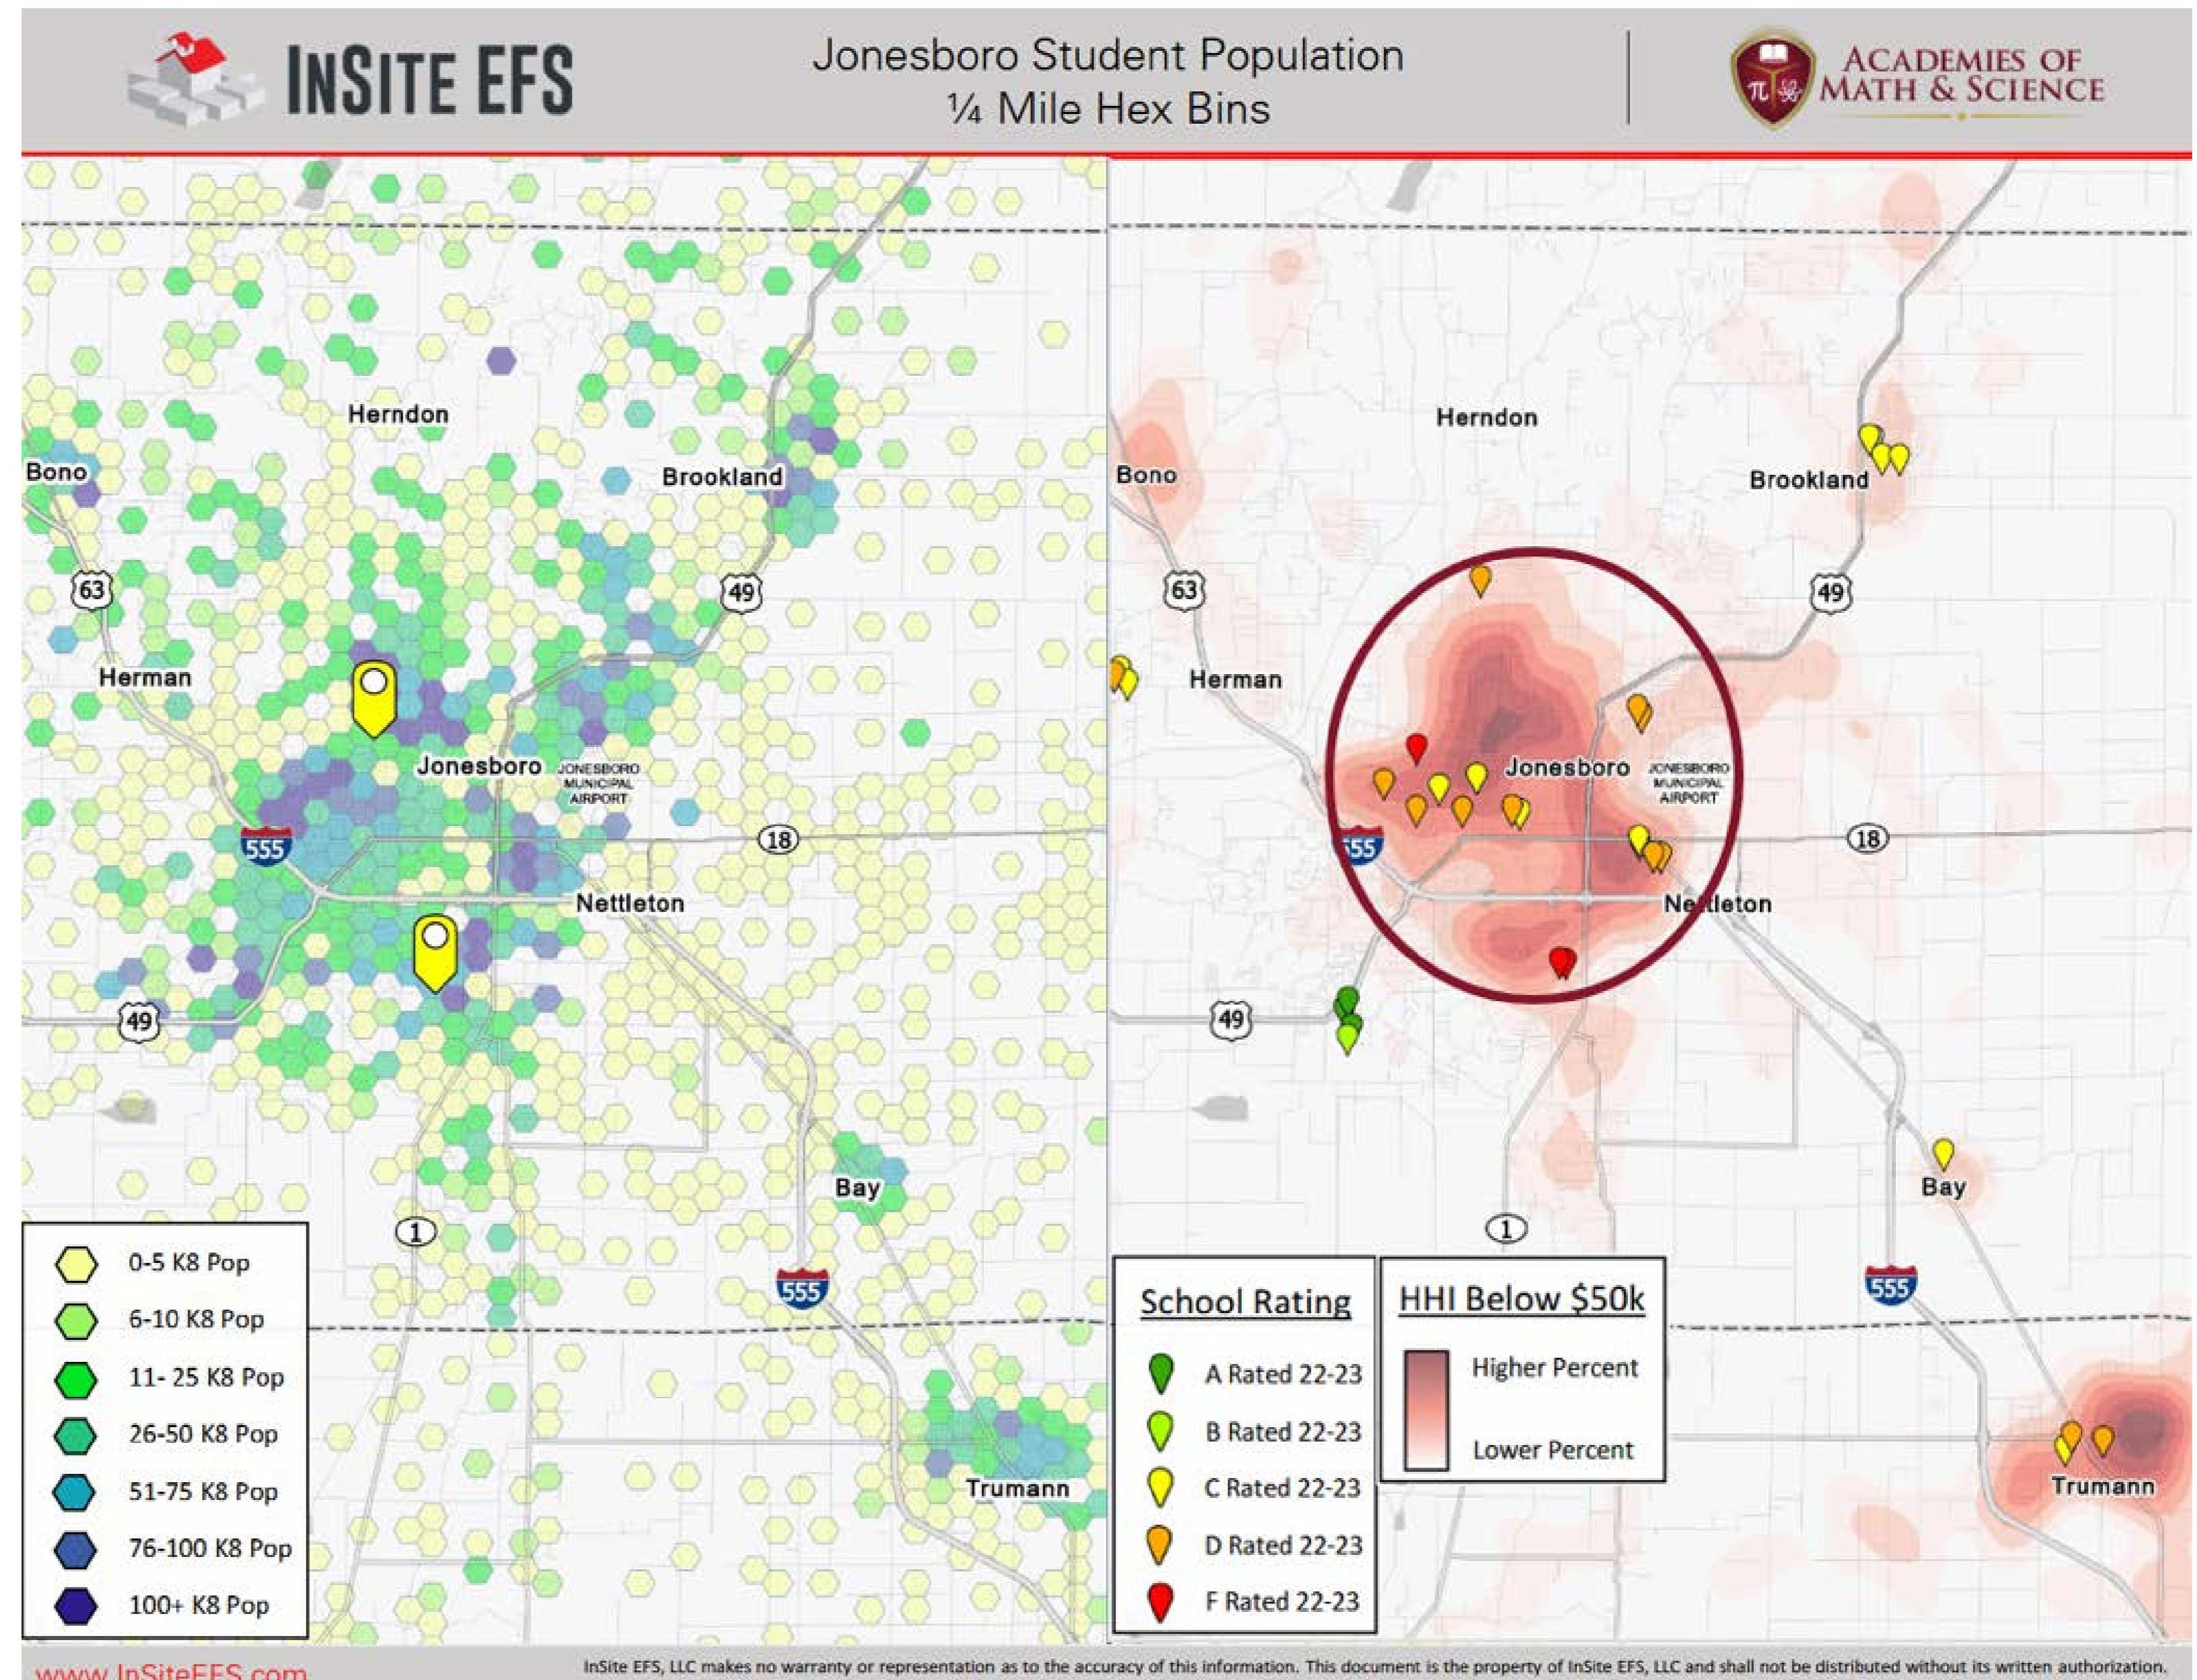 INSITE EFS
Jonesboro Student Population
¼ Mile Hex Bins
ACADEMIES OF
MATH & SCIENCE
π
Herndon
Bono
Brookland
63
49
Herman
Jonesboro
JONESBORO
MUNICIPAL
AIRPORT
555
18
Nettleton
49
Bay
1
555
Trumann
0-5 K8 Pop
6-10 K8 Pop
11- 25 K8 Pop
26-50 K8 Pop
51-75 K8 Pop
76-100 K8 Pop
100+ K8 Pop
Herndon
Bono
Brookland
63
49
Herman
Jonesboro
JONESBORO
MUNICIPAL
AIRPORT
555
18
Nettleton
49
Bay
1
555
Trumann
School Rating
A Rated 22-23
B Rated 22-23
C Rated 22-23
D Rated 22-23
F Rated 22-23
HHI Below $50k
Higher Percent
Lower Percent
www.InSiteEFS.com
InSite EFS, LLC makes no warranty or representation as to the accuracy of this information. This document is the property of InSite EFS, LLC and shall not be distributed without its written authorization.